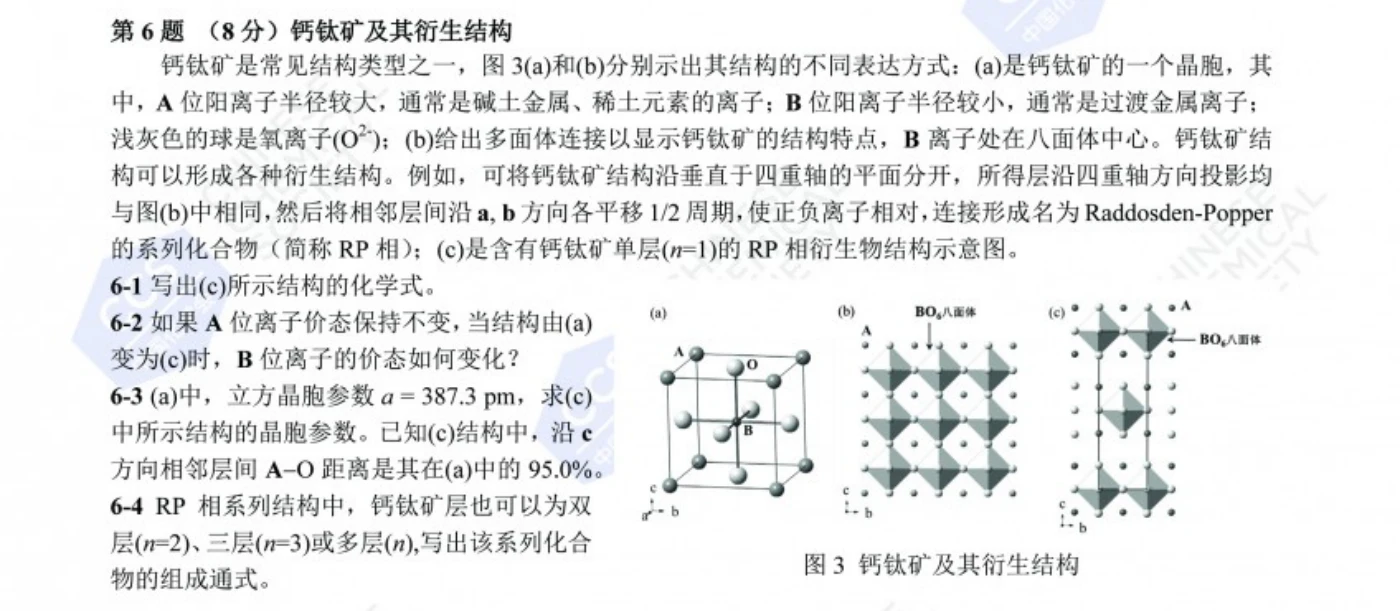 第 6 题 （8 分）钙钛矿及其衍生结构
钙钛矿是常见结构类型之一，图 3(a)和(b)分别示出其结构的不同表达方式：(a)是钙钛矿的一个晶胞，其
中，A 位阳离子半径较大，通常是碱土金属、稀土元素的离子；B 位阳离子半径较小，通常是过渡金属离子；
浅灰色的球是氧离子(O²⁻)；(b)给出多面体连接以显示钙钛矿的结构特点，B 离子处在八面体中心。钙钛矿结
构可以形成各种衍生结构。例如，可将钙钛矿结构沿垂直于四重轴的平面分开，所得层沿四重轴方向投影均
与图(b)中相同，然后将相邻层间沿 a, b 方向各平移 1/2 周期，使正负离子相对，连接形成名为 Raddosden-Popper
的系列化合物（简称 RP 相）；(c)是含有钙钛矿单层(n=1)的 RP 相衍生物结构示意图。
6-1 写出(c)所示结构的化学式。
6-2 如果 A 位离子价态保持不变，当结构由(a)
变为(c)时，B 位离子的价态如何变化？
6-3 (a)中，立方晶胞参数 a = 387.3 pm，求(c)
中所示结构的晶胞参数。已知(c)结构中，沿 c
方向相邻层间 A–O 距离是其在(a)中的 95.0%。
6-4 RP 相系列结构中，钙钛矿层也可以为双
层(n=2)、三层(n=3)或多层(n),写出该系列化合
物的组成通式。
(a)
A
O
B
c
a
b
(b)
BO₆八面体
A
c
b
(c)
A
BO₆八面体
c
b
图 3 钙钛矿及其衍生结构